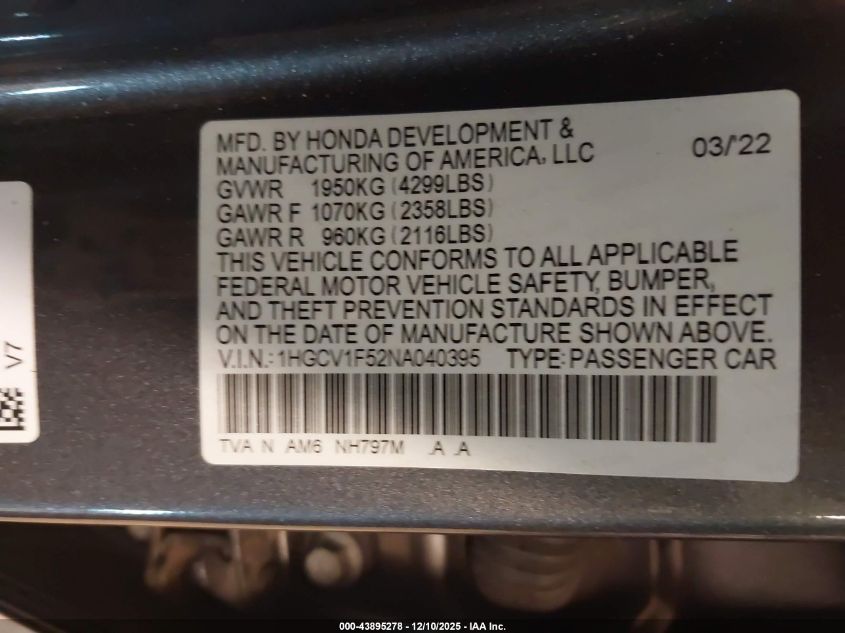 MFD. BY HONDA DEVELOPMENT &
MANUFACTURING OF AMERICA, LLC 03/'22
GVWR 1950KG (4299LBS)
GAWR F 1070KG (2358LBS)
GAWR R 960KG (2116LBS)
THIS VEHICLE CONFORMS TO ALL APPLICABLE
FEDERAL MOTOR VEHICLE SAFETY, BUMPER,
AND THEFT PREVENTION STANDARDS IN EFFECT
ON THE DATE OF MANUFACTURE SHOWN ABOVE.
V.I.N.: 1HGCV1F52NA040395 TYPE: PASSENGER CAR
TVA N AM6 NH797M .A .A
V7
000-43895278 - 12/10/2025 - IAA Inc.